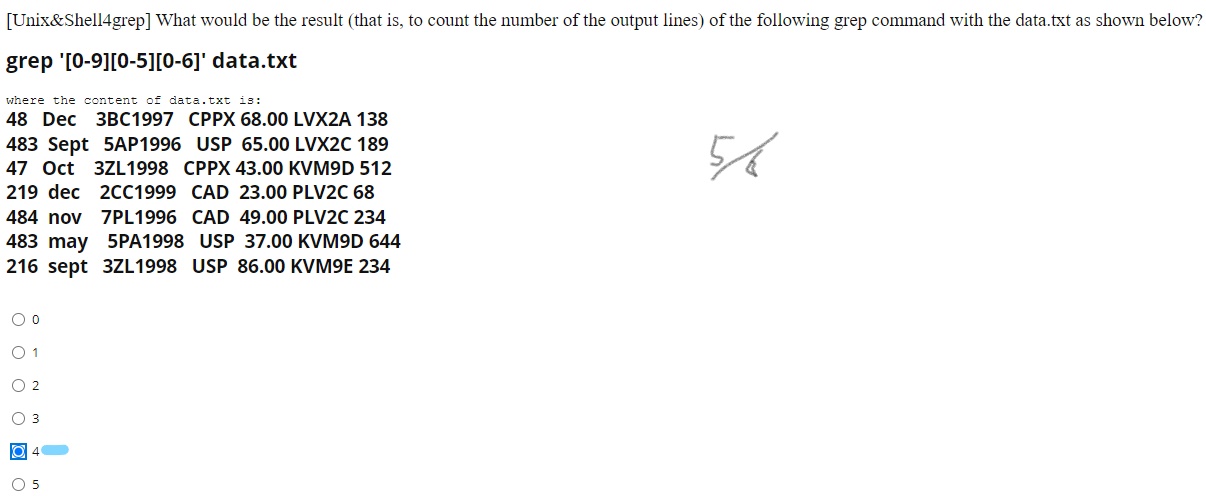 [Unix&Shell4grep] What would be the result (that is, to count the number of the output lines) of the following grep command with the data.txt as shown below?
grep '[0-9][0-5][0-6]' data.txt
where the content of data.txt is:
48 Dec 3BC1997 CPPX 68.00 LVX2A 138
483 Sept 5AP1996 USP 65.00 LVX2C 189
47 Oct 3ZL1998 CPPX 43.00 KVM9D 512
219 dec 2CC1999 CAD 23.00 PLV2C 68
484 nov 7PL1996 CAD 49.00 PLV2C 234
483 may 5PA1998 USP 37.00 KVM9D 644
216 sept 3ZL1998 USP 86.00 KVM9E 234
0
1
2
3
4
5